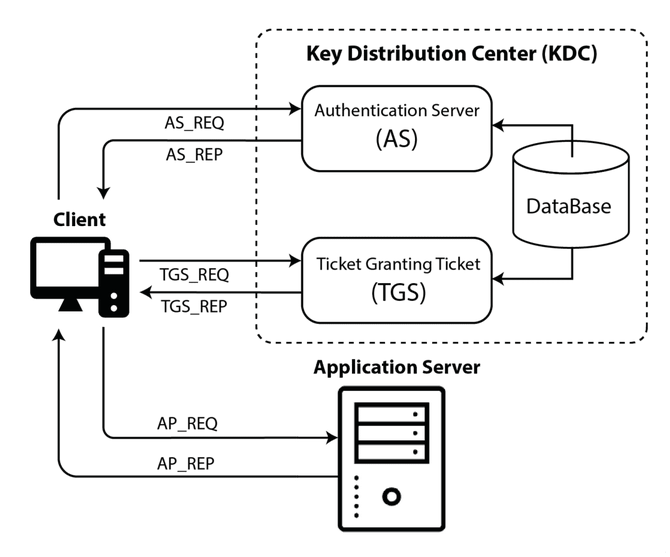 Key Distribution Center (KDC)
Authentication Server
(AS)
AS_REQ
AS_REP
Client
DataBase
Ticket Granting Ticket
(TGS)
TGS_REQ
TGS_REP
Application Server
AP_REQ
AP_REP